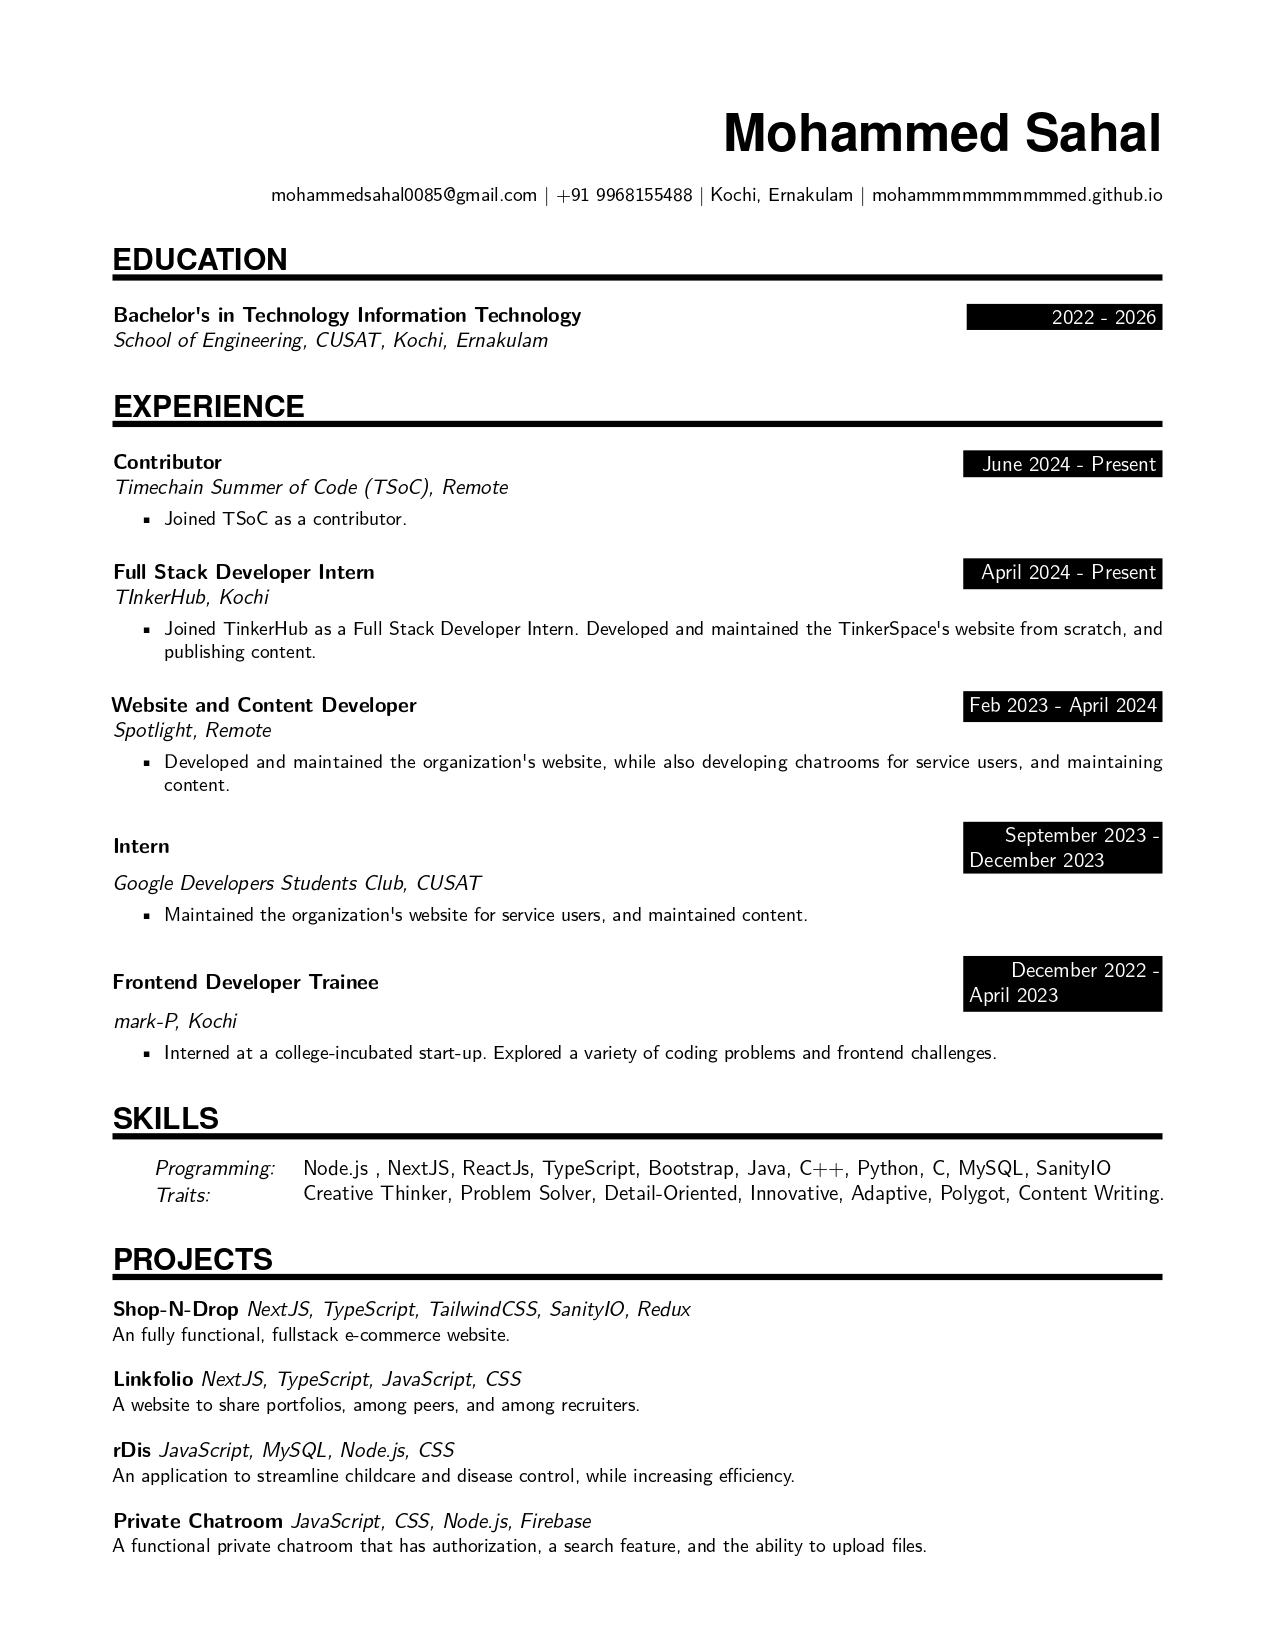 Mohammed Sahal
mohammedsahal0085@gmail.com | +91 9968155488 | Kochi, Ernakulam | mohammmmmmmmmmed.github.io
EDUCATION
Bachelor's in Technology Information Technology 2022 - 2026
School of Engineering, CUSAT, Kochi, Ernakulam
EXPERIENCE
Contributor June 2024 - Present
Timechain Summer of Code (TSoC), Remote
▪ Joined TSoC as a contributor.
Full Stack Developer Intern April 2024 - Present
TInkerHub, Kochi
▪ Joined TinkerHub as a Full Stack Developer Intern. Developed and maintained the TinkerSpace's website from scratch, and
publishing content.
Website and Content Developer Feb 2023 - April 2024
Spotlight, Remote
▪ Developed and maintained the organization's website, while also developing chatrooms for service users, and maintaining
content.
Intern September 2023 -
December 2023
Google Developers Students Club, CUSAT
▪ Maintained the organization's website for service users, and maintained content.
Frontend Developer Trainee December 2022 -
April 2023
mark-P, Kochi
▪ Interned at a college-incubated start-up. Explored a variety of coding problems and frontend challenges.
SKILLS
Programming: Node.js , NextJS, ReactJs, TypeScript, Bootstrap, Java, C++, Python, C, MySQL, SanityIO
Traits: Creative Thinker, Problem Solver, Detail-Oriented, Innovative, Adaptive, Polygot, Content Writing.
PROJECTS
Shop-N-Drop NextJS, TypeScript, TailwindCSS, SanityIO, Redux
An fully functional, fullstack e-commerce website.
Linkfolio NextJS, TypeScript, JavaScript, CSS
A website to share portfolios, among peers, and among recruiters.
rDis JavaScript, MySQL, Node.js, CSS
An application to streamline childcare and disease control, while increasing efficiency.
Private Chatroom JavaScript, CSS, Node.js, Firebase
A functional private chatroom that has authorization, a search feature, and the ability to upload files.